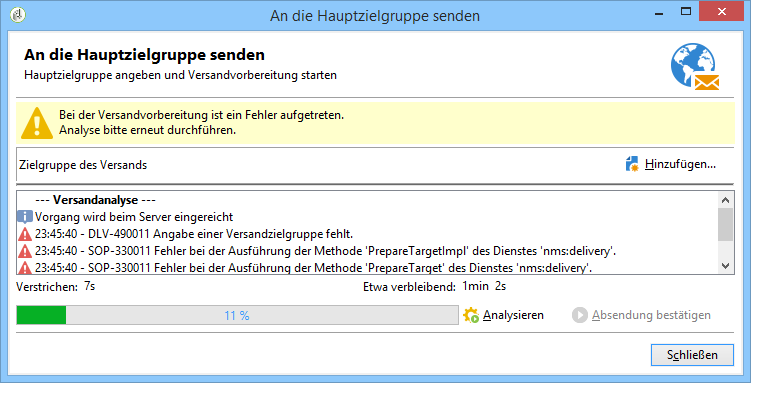 An die Hauptzielgruppe senden
An die Hauptzielgruppe senden
Hauptzielgruppe angeben und Versandvorbereitung starten
Bei der Versandvorbereitung ist ein Fehler aufgetreten.
Analyse bitte erneut durchführen.
Zielgruppe des Versands
Hinzufügen...
--- Versandanalyse ---
Vorgang wird beim Server eingereicht
23:45:40 - DLV-490011 Angabe einer Versandzielgruppe fehlt.
23:45:40 - SOP-330011 Fehler bei der Ausführung der Methode 'PrepareTargetImpl' des Dienstes 'nms:delivery'.
23:45:40 - SOP-330011 Fehler bei der Ausführung der Methode 'PrepareTarget' des Dienstes 'nms:delivery'.
Verstrichen: 7s Etwa verbleibend: 1min 2s
11 % Analysieren Absendung bestätigen
Schließen